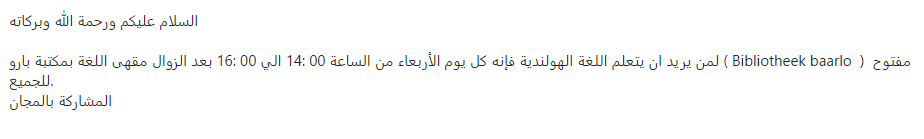 السلام عليكم ورحمة الله وبركاته
لمن يريد ان يتعلم اللغة الهولندية فإنه كل يوم الأربعاء من الساعة 14: 00 الي 16: 00 بعد الزوال مقهى اللغة بمكتبة بارو ( Bibliotheek baarlo ) مفتوح
للجميع.
المشاركة بالمجان